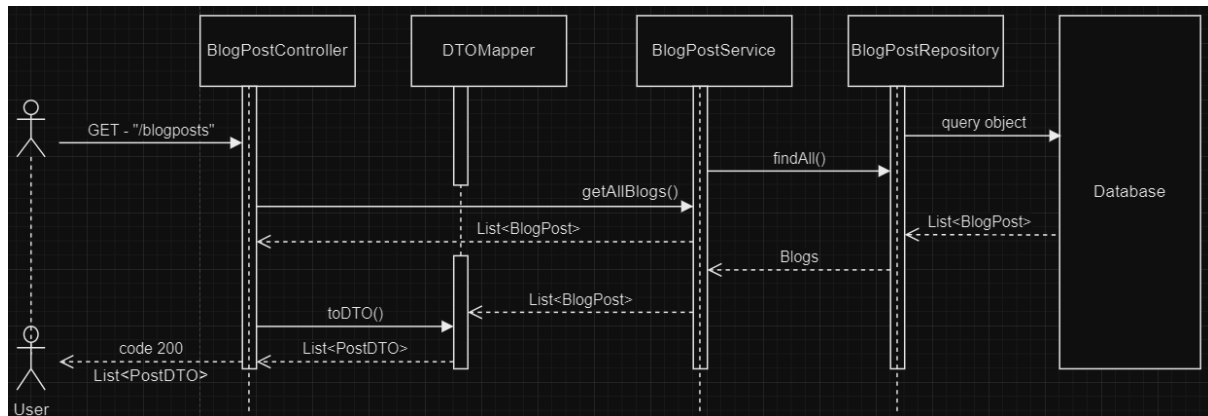 BlogPostController
DTOMapper
BlogPostService
BlogPostRepository
GET - "/blogposts"
query object
findAll()
getAllBlogs()
Database
List<BlogPost>
List<BlogPost>
Blogs
List<BlogPost>
toDTO()
List<PostDTO>
code 200
List<PostDTO>
User